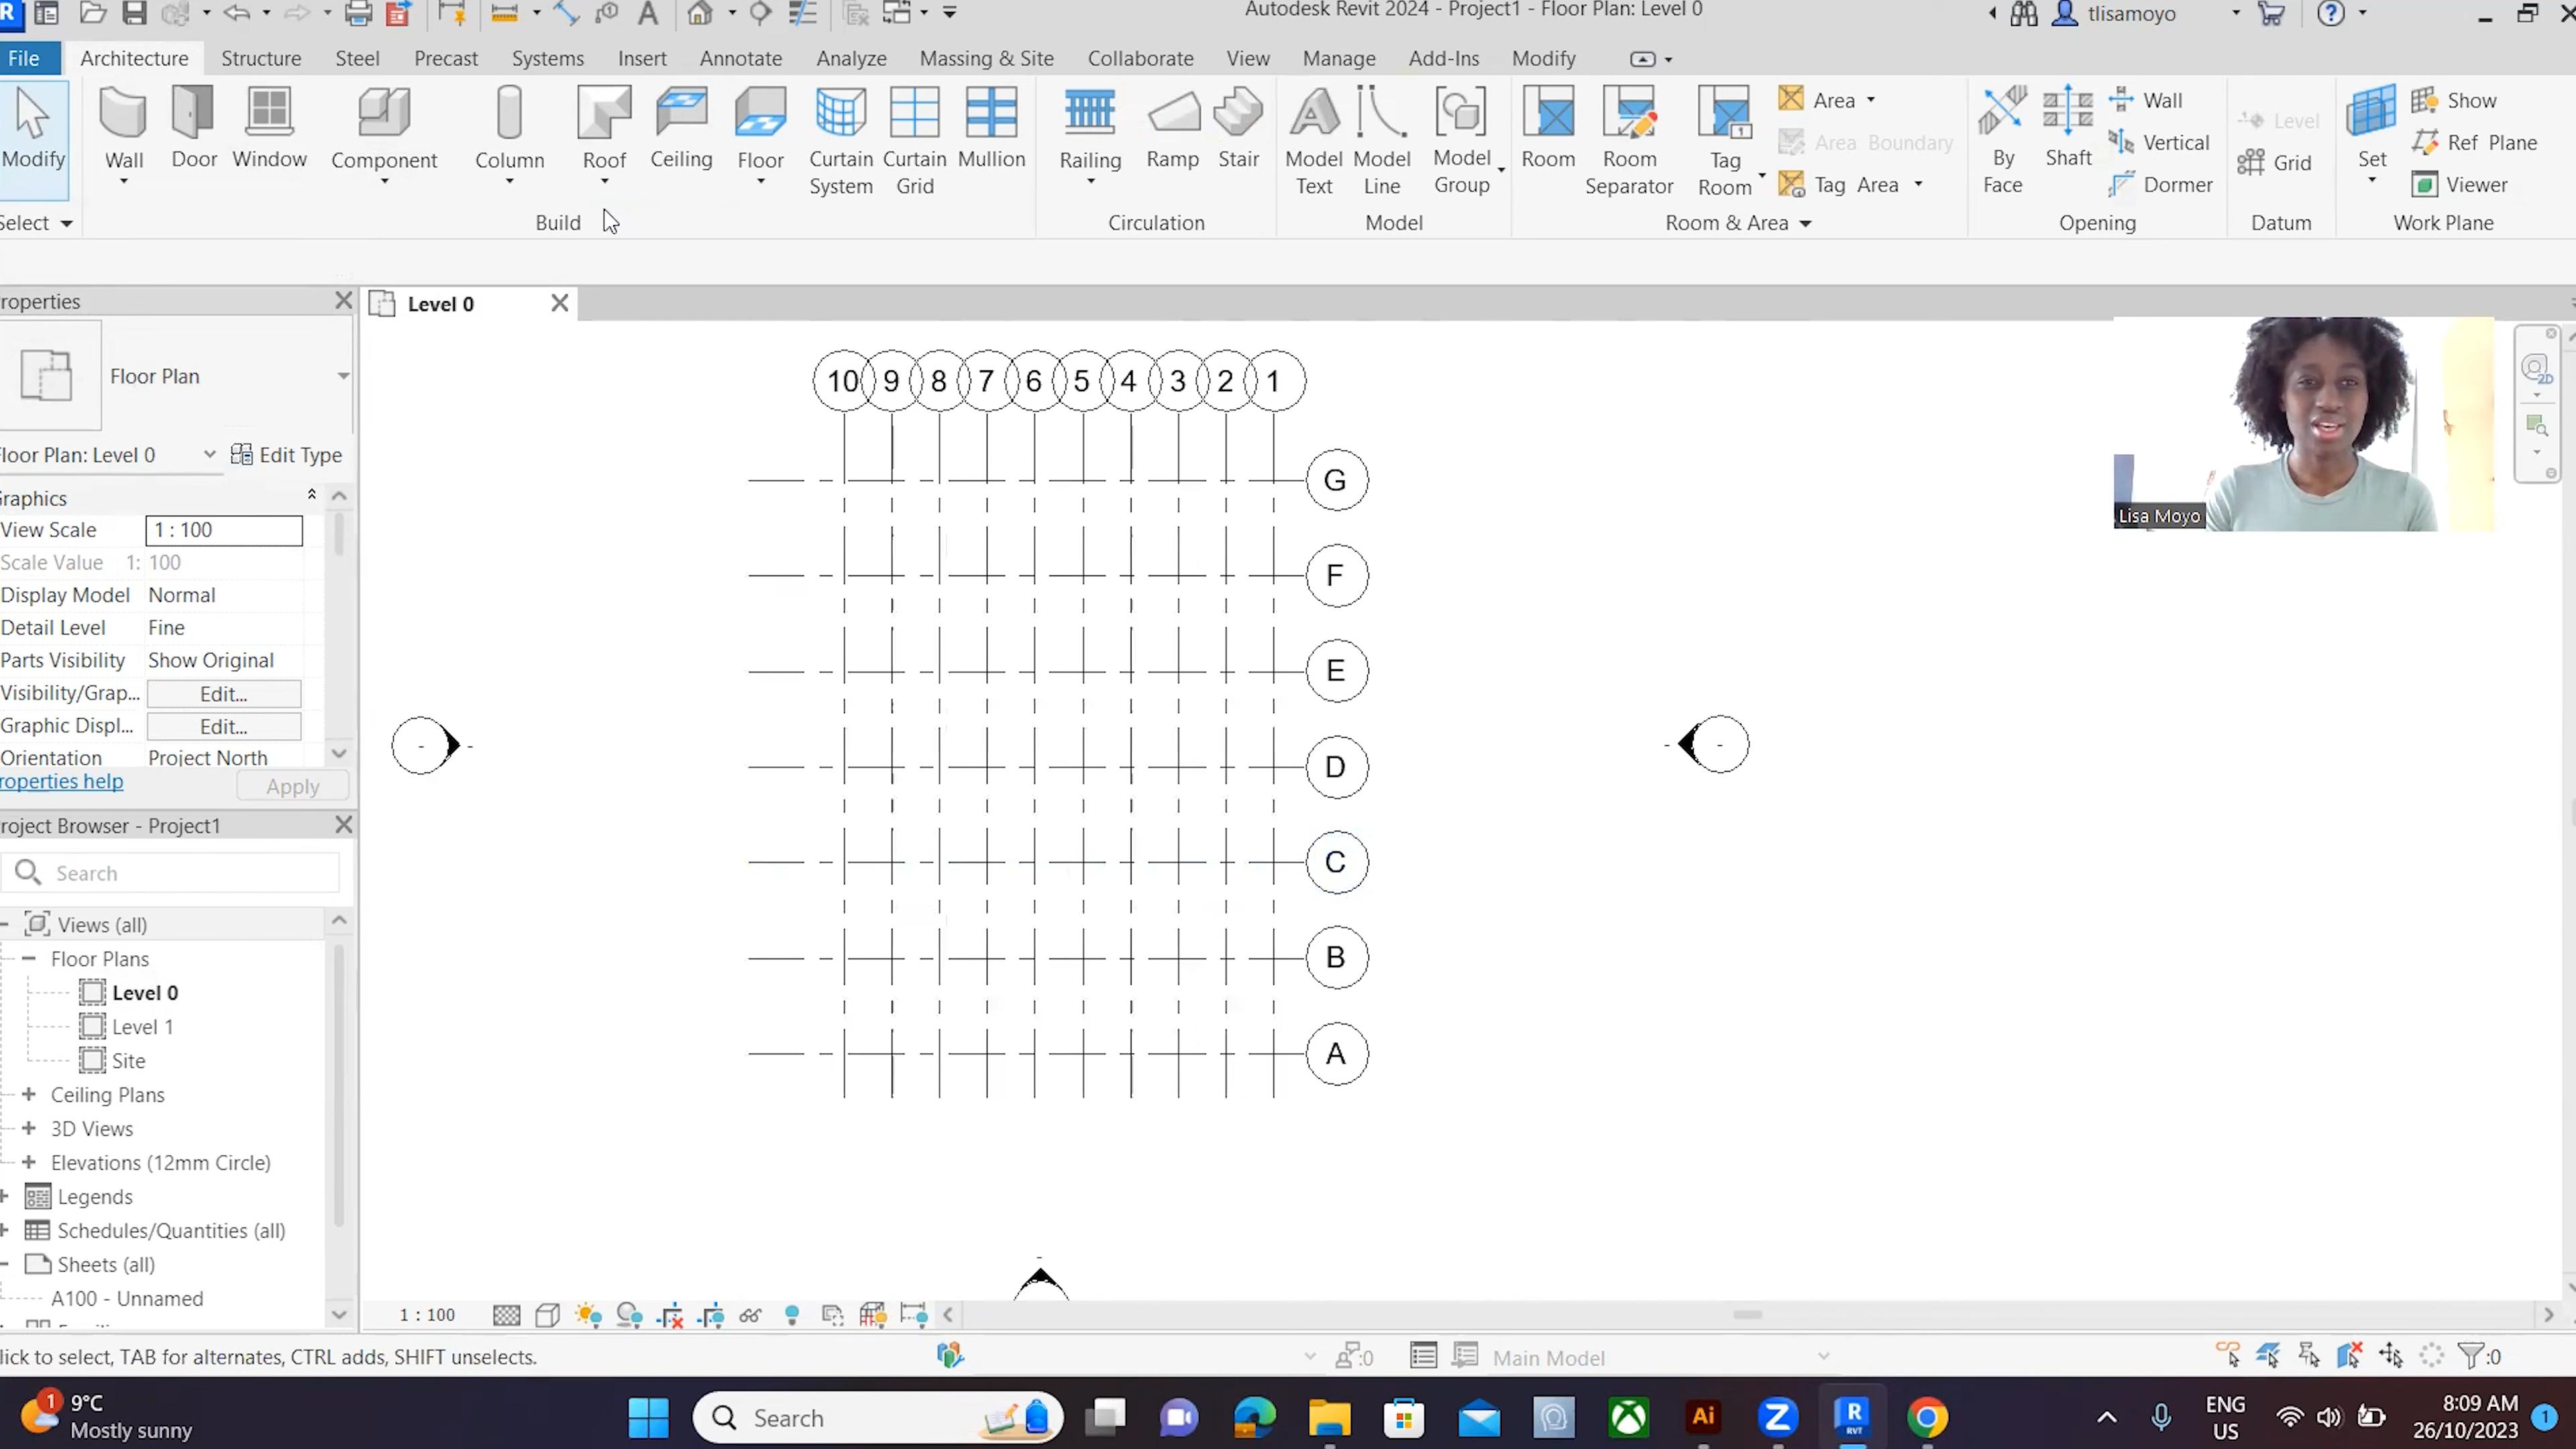 Autodesk Revit 2024 - Project1 - Floor Plan: Level 0
tlisamoyo
File Architecture Structure Steel Precast Systems Insert Annotate Analyze Massing & Site Collaborate View Manage Add-Ins Modify
Modify Wall Door Window Component Column Roof Ceiling Floor Curtain System Curtain Grid Mullion
Railing Ramp Stair
Model Text Model Line Model Group
Room Room Separator Tag Room Area Area Boundary Tag Area
By Face Shaft Wall Vertical Dormer
Level Grid
Set Show Ref Plane Viewer
Select Build Circulation Model Room & Area Opening Datum Work Plane
roperties
Level 0
Floor Plan
loor Plan: Level 0 Edit Type
Graphics
View Scale 1 : 100
Scale Value 1: 100
Display Model Normal
Detail Level Fine
Parts Visibility Show Original
Visibility/Grap... Edit...
Graphic Displ... Edit...
Orientation Project North
roperties help Apply
roject Browser - Project1
Search
Views (all)
Floor Plans
Level 0
Level 1
Site
Ceiling Plans
3D Views
Elevations (12mm Circle)
Legends
Schedules/Quantities (all)
Sheets (all)
A100 - Unnamed
10 9 8 7 6 5 4 3 2 1
G
F
E
D
C
B
A
Lisa Moyo
2D
1 : 100
lick to select, TAB for alternates, CTRL adds, SHIFT unselects.
:0
Main Model
:0
1
9°C
Mostly sunny
Search
Ai
Z
R
RVT
ENG
US
8:09 AM
26/10/2023
1